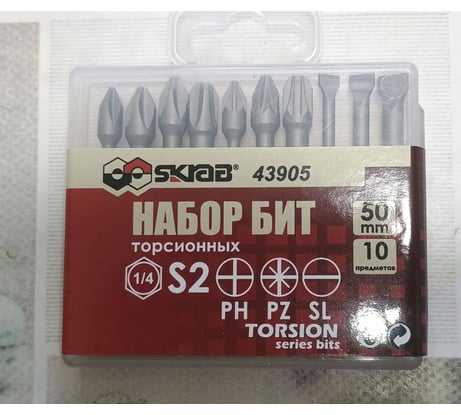 SKRAB® 43905
НАБОР БИТ
торсионных
50 mm
10 предметов
1/4 S2
PH PZ SL
TORSION
series bits